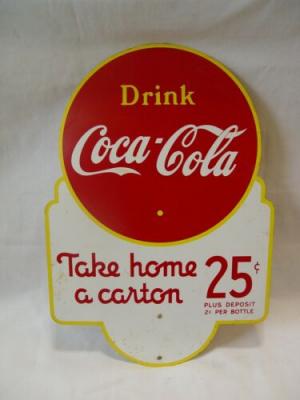 Drink
Coca-Cola
Take home
a carton
25¢
PLUS DEPOSIT
2¢ PER BOTTLE